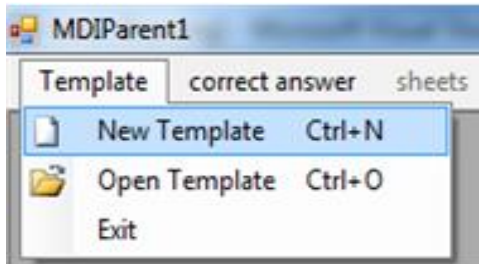 MDIParent1
Template correct answer sheets
New Template Ctrl+N
Open Template Ctrl+O
Exit